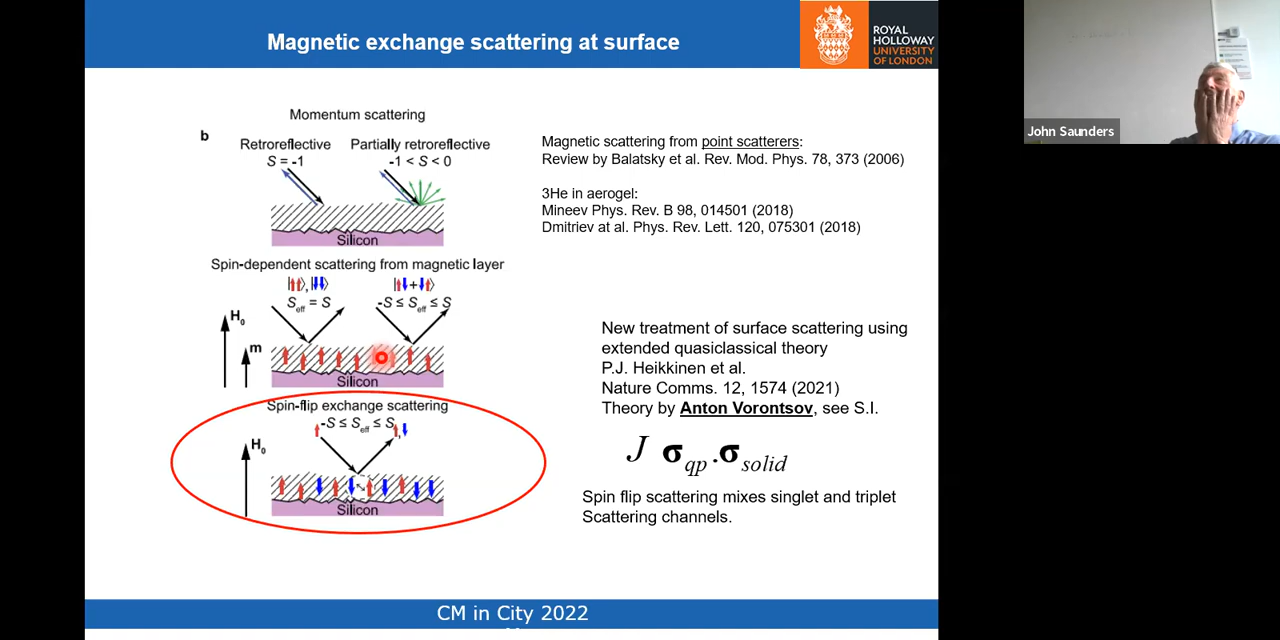 Magnetic exchange scattering at surface
ROYAL
HOLLOWAY
UNIVERSITY
OF LONDON
John Saunders
Momentum scattering
b
Retroreflective
S = -1
Partially retroreflective
-1 < S < 0
Silicon
Spin-dependent scattering from magnetic layer
|↑↑⟩, |↓↓⟩
S_eff = S
|↑↓+↓↑⟩
-S ≤ S_eff ≤ S
H₀
m
Silicon
Spin-flip exchange scattering
↑ -S ≤ S_eff ≤ S ↑,↓
H₀
Silicon
Magnetic scattering from point scatterers:
Review by Balatsky et al. Rev. Mod. Phys. 78, 373 (2006)
3He in aerogel:
Mineev Phys. Rev. B 98, 014501 (2018)
Dmitriev at al. Phys. Rev. Lett. 120, 075301 (2018)
New treatment of surface scattering using
extended quasiclassical theory
P.J. Heikkinen et al.
Nature Comms. 12, 1574 (2021)
Theory by Anton Vorontsov, see S.I.
J σ_qp .σ_solid
Spin flip scattering mixes singlet and triplet
Scattering channels.
CM in City 2022